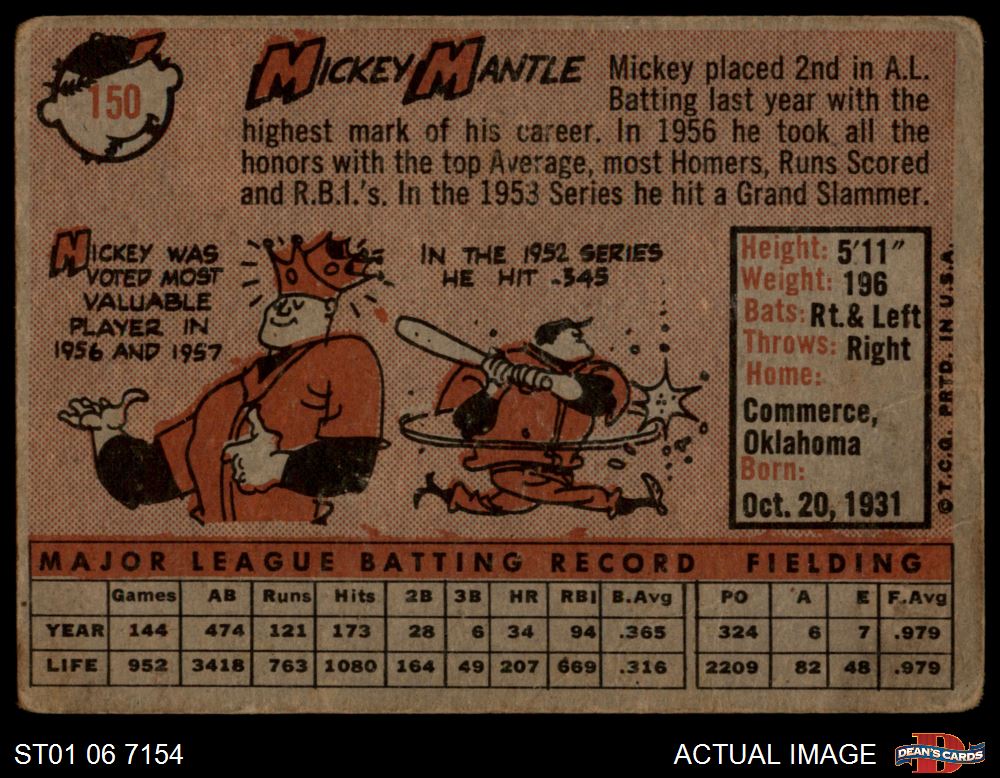 150
MICKEY MANTLE
Mickey placed 2nd in A.L.
Batting last year with the
highest mark of his career. In 1956 he took all the
honors with the top Average, most Homers, Runs Scored
and R.B.I.'s. In the 1953 Series he hit a Grand Slammer.
MICKEY WAS
VOTED MOST
VALUABLE
PLAYER IN
1956 AND 1957
IN THE 1952 SERIES
HE HIT .345
Height: 5'11"
Weight: 196
Bats: Rt.& Left
Throws: Right
Home:
Commerce,
Oklahoma
Born:
Oct. 20, 1931
© T.C.G. PRTD. IN U.S.A.
MAJOR LEAGUE BATTING RECORD FIELDING
Games AB Runs Hits 2B 3B HR RBI B.Avg PO A E F.Avg
YEAR 144 474 121 173 28 6 34 94 .365 324 6 7 .979
LIFE 952 3418 763 1080 164 49 207 669 .316 2209 82 48 .979
ST01 06 7154
ACTUAL IMAGE
D
DEAN'S CARDS